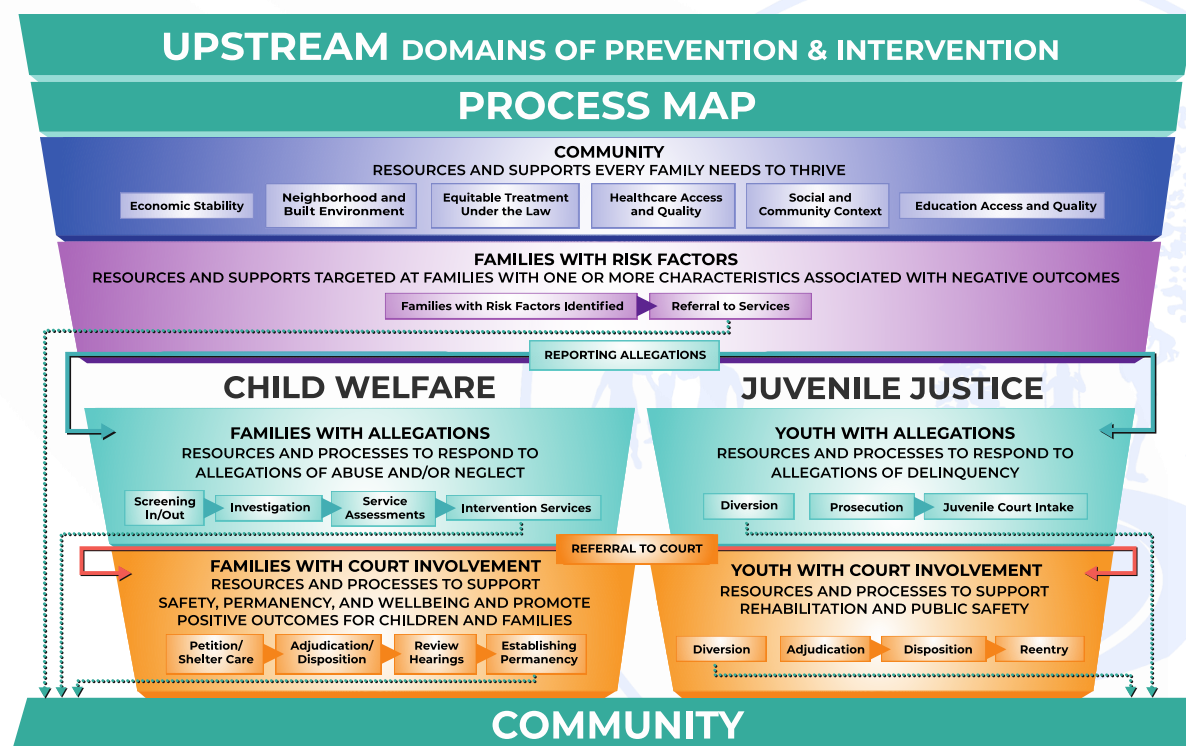 UPSTREAM DOMAINS OF PREVENTION & INTERVENTION
PROCESS MAP
COMMUNITY
RESOURCES AND SUPPORTS EVERY FAMILY NEEDS TO THRIVE
Economic Stability
Neighborhood and
Built Environment
Equitable Treatment
Under the Law
Healthcare Access
and Quality
Social and
Community Context
Education Access and Quality
FAMILIES WITH RISK FACTORS
RESOURCES AND SUPPORTS TARGETED AT FAMILIES WITH ONE OR MORE CHARACTERISTICS ASSOCIATED WITH NEGATIVE OUTCOMES
Families with Risk Factors Identified
Referral to Services
REPORTING ALLEGATIONS
CHILD WELFARE
FAMILIES WITH ALLEGATIONS
RESOURCES AND PROCESSES TO RESPOND TO
ALLEGATIONS OF ABUSE AND/OR NEGLECT
Screening
In/Out
Investigation
Service
Assessments
Intervention Services
JUVENILE JUSTICE
YOUTH WITH ALLEGATIONS
RESOURCES AND PROCESSES TO RESPOND TO
ALLEGATIONS OF DELINQUENCY
Diversion
Prosecution
Juvenile Court Intake
REFERRAL TO COURT
FAMILIES WITH COURT INVOLVEMENT
RESOURCES AND PROCESSES TO SUPPORT
SAFETY, PERMANENCY, AND WELLBEING AND PROMOTE
POSITIVE OUTCOMES FOR CHILDREN AND FAMILIES
Petition/
Shelter Care
Adjudication/
Disposition
Review
Hearings
Establishing
Permanency
YOUTH WITH COURT INVOLVEMENT
RESOURCES AND PROCESSES TO SUPPORT
REHABILITATION AND PUBLIC SAFETY
Diversion
Adjudication
Disposition
Reentry
COMMUNITY